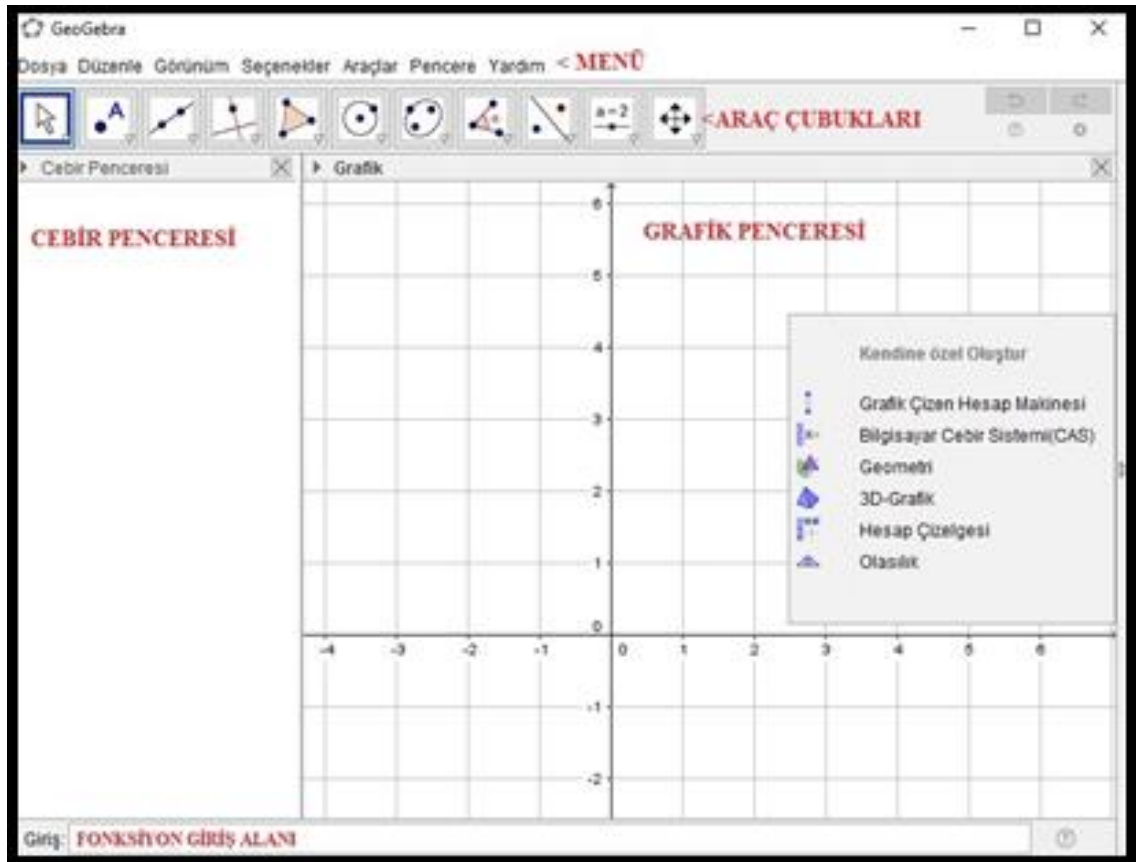 GeoGebra
Dosya Düzenle Görünüm Seçenekler Araçlar Pencere Yardım < MENÜ
A a=2 <ARAÇ ÇUBUKLARI
Cebir Penceresi Grafik
CEBİR PENCERESİ
GRAFİK PENCERESİ
6
5
4
3
2
1
0
Kendine özel Oluştur
Grafik Çizen Hesap Makinesi
Bilgisayar Cebir Sistemi(CAS)
Geometri
3D-Grafik
Hesap Çizelgesi
Olasılık
-4 -3 -2 -1 0 1 2 3 4 5 6
-1
-2
Giriş: FONKSİYON GİRİŞ ALANI